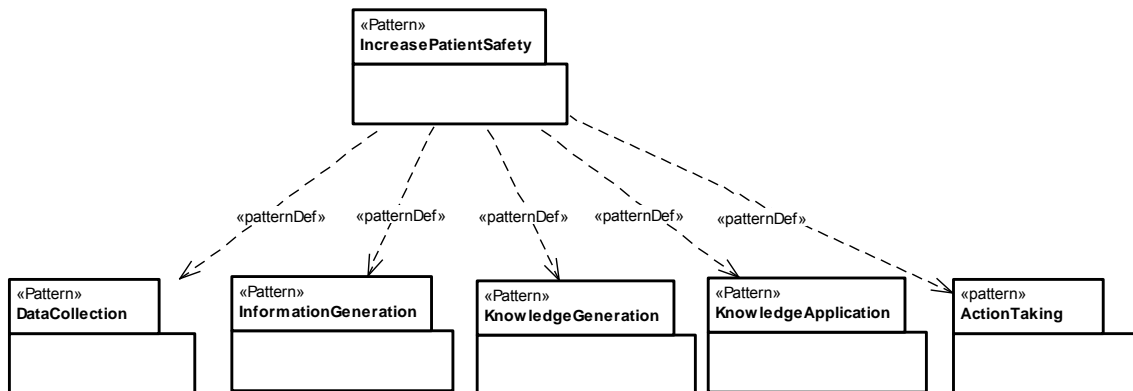 «Pattern»
IncreasePatientSafety
«patternDef» «patternDef» «patternDef» «patternDef» «patternDef»
«Pattern»
DataCollection
«Pattern»
InformationGeneration
«Pattern»
KnowledgeGeneration
«Pattern»
KnowledgeApplication
«pattern»
ActionTaking